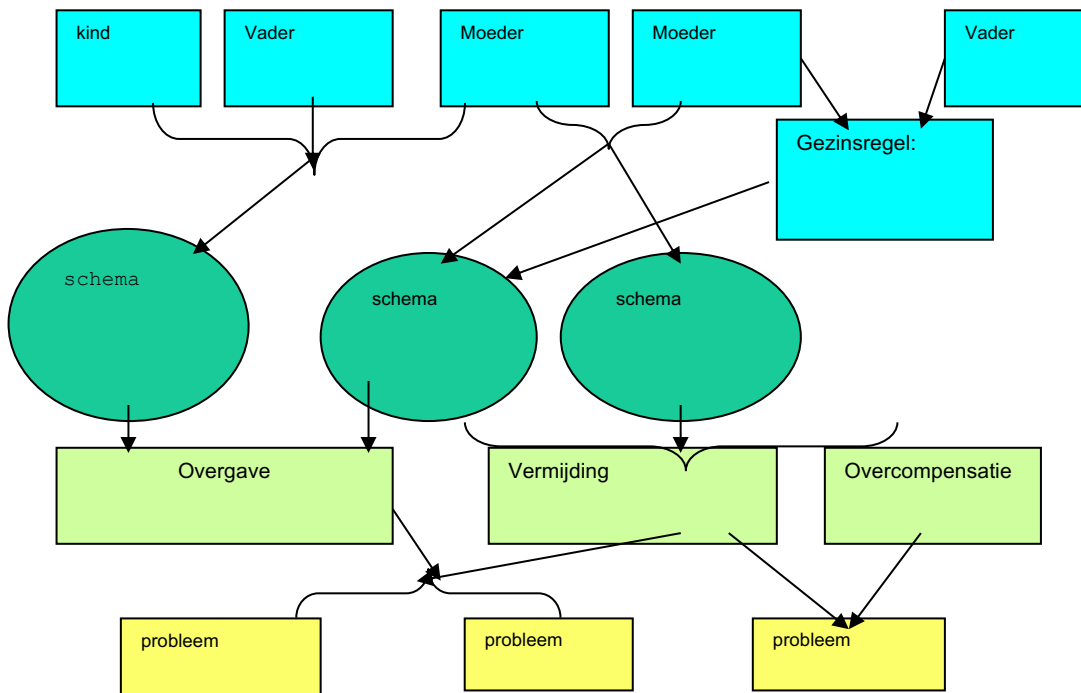 kind
Vader
Moeder
Moeder
Vader
Gezinsregel:
schema
schema
schema
Overgave
Vermijding
Overcompensatie
probleem
probleem
probleem